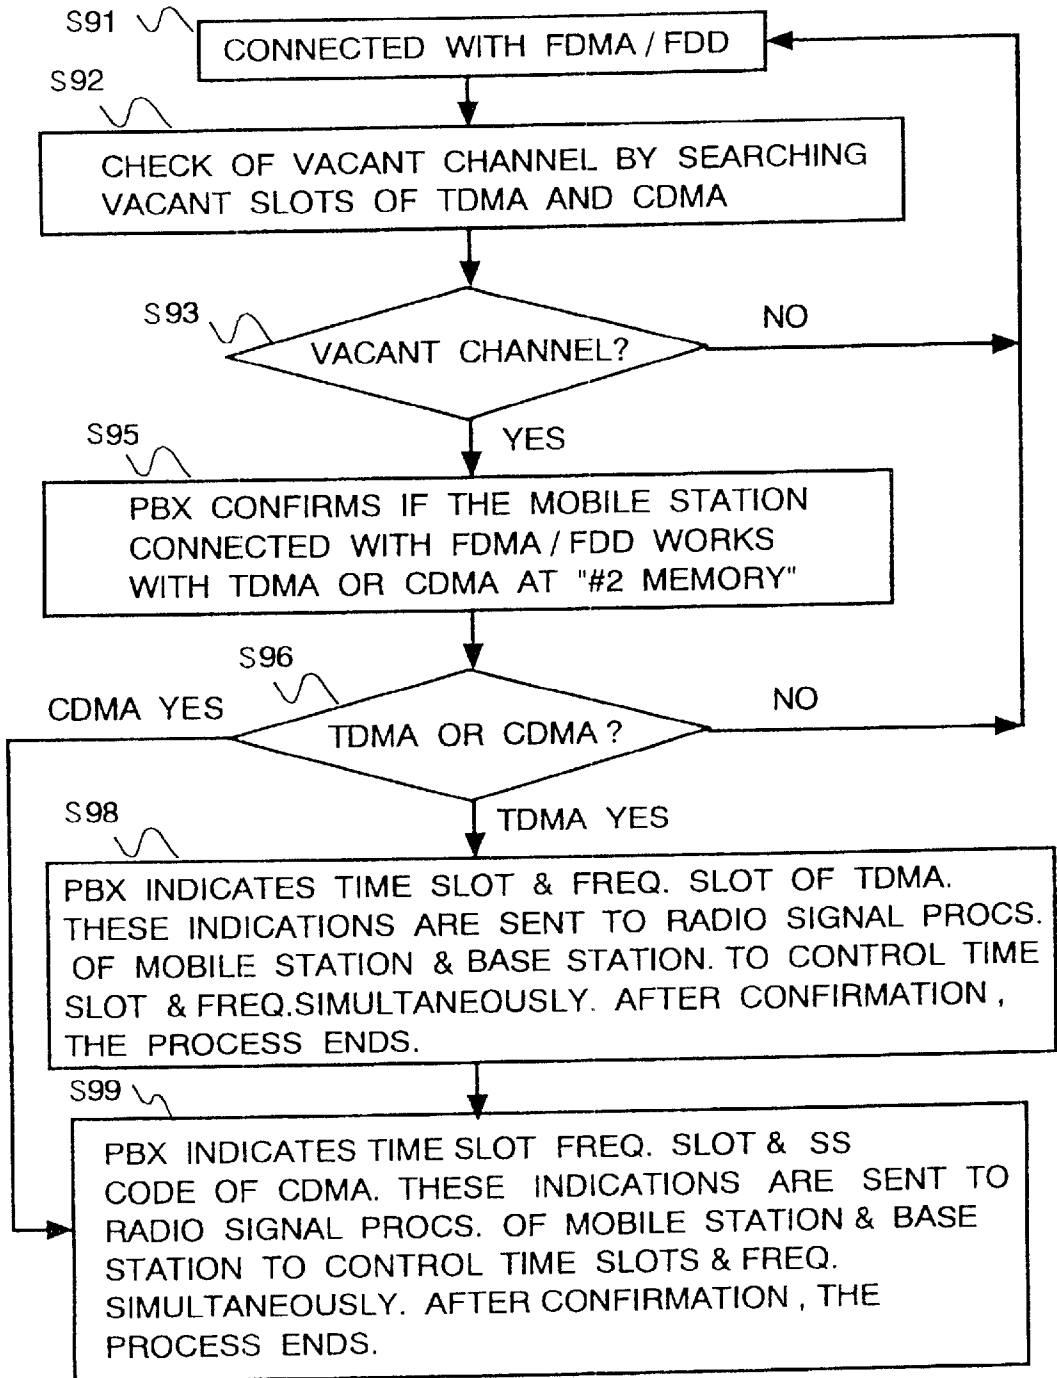 S91
CONNECTED WITH FDMA / FDD
S92
CHECK OF VACANT CHANNEL BY SEARCHING
VACANT SLOTS OF TDMA AND CDMA
S93
VACANT CHANNEL?
NO
YES
S95
PBX CONFIRMS IF THE MOBILE STATION
CONNECTED WITH FDMA / FDD WORKS
WITH TDMA OR CDMA AT "#2 MEMORY"
S96
CDMA YES
TDMA OR CDMA ?
NO
TDMA YES
S98
PBX INDICATES TIME SLOT & FREQ. SLOT OF TDMA.
THESE INDICATIONS ARE SENT TO RADIO SIGNAL PROCS.
OF MOBILE STATION & BASE STATION. TO CONTROL TIME
SLOT & FREQ.SIMULTANEOUSLY. AFTER CONFIRMATION ,
THE PROCESS ENDS.
S99
PBX INDICATES TIME SLOT FREQ. SLOT & SS
CODE OF CDMA. THESE INDICATIONS ARE SENT TO
RADIO SIGNAL PROCS. OF MOBILE STATION & BASE
STATION TO CONTROL TIME SLOTS & FREQ.
SIMULTANEOUSLY. AFTER CONFIRMATION , THE
PROCESS ENDS.